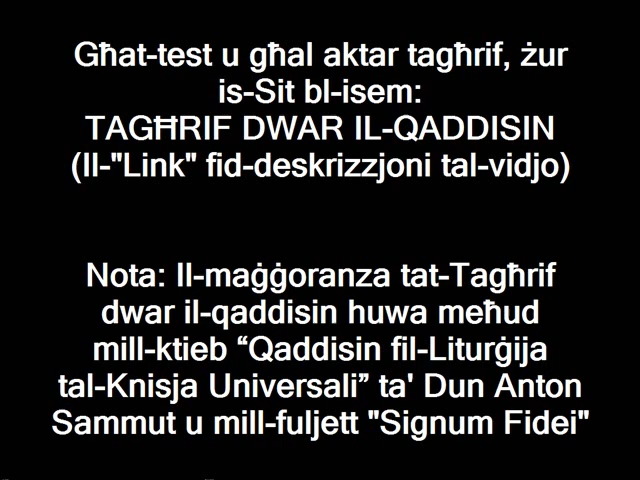 Għat-test u għal aktar tagħrif, żur
is-Sit bl-isem:
TAGĦRIF DWAR IL-QADDISIN
(Il-"Link" fid-deskrizzjoni tal-vidjo)
Nota: Il-maġġoranza tat-Tagħrif
dwar il-qaddisin huwa meħud
mill-ktieb “Qaddisin fil-Liturġija
tal-Knisja Universali” ta' Dun Anton
Sammut u mill-fuljett "Signum Fidei"